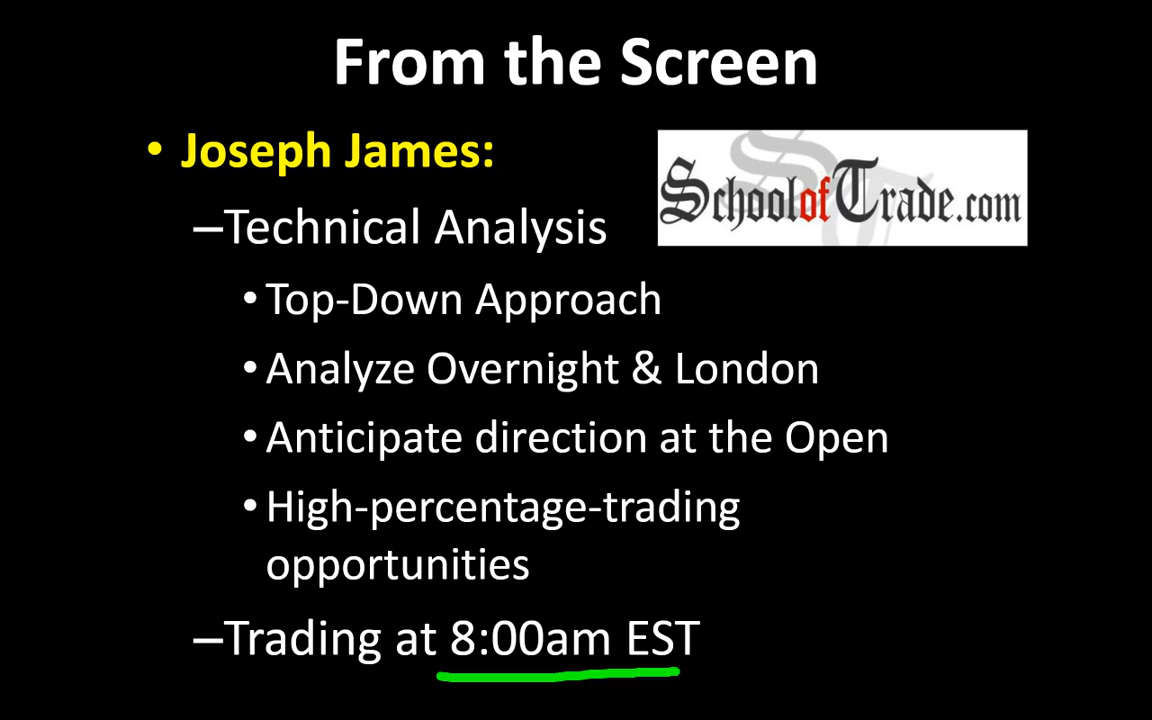 From the Screen
• Joseph James:
SchoolofTrade.com
–Technical Analysis
• Top-Down Approach
• Analyze Overnight & London
• Anticipate direction at the Open
• High-percentage-trading
opportunities
–Trading at 8:00am EST